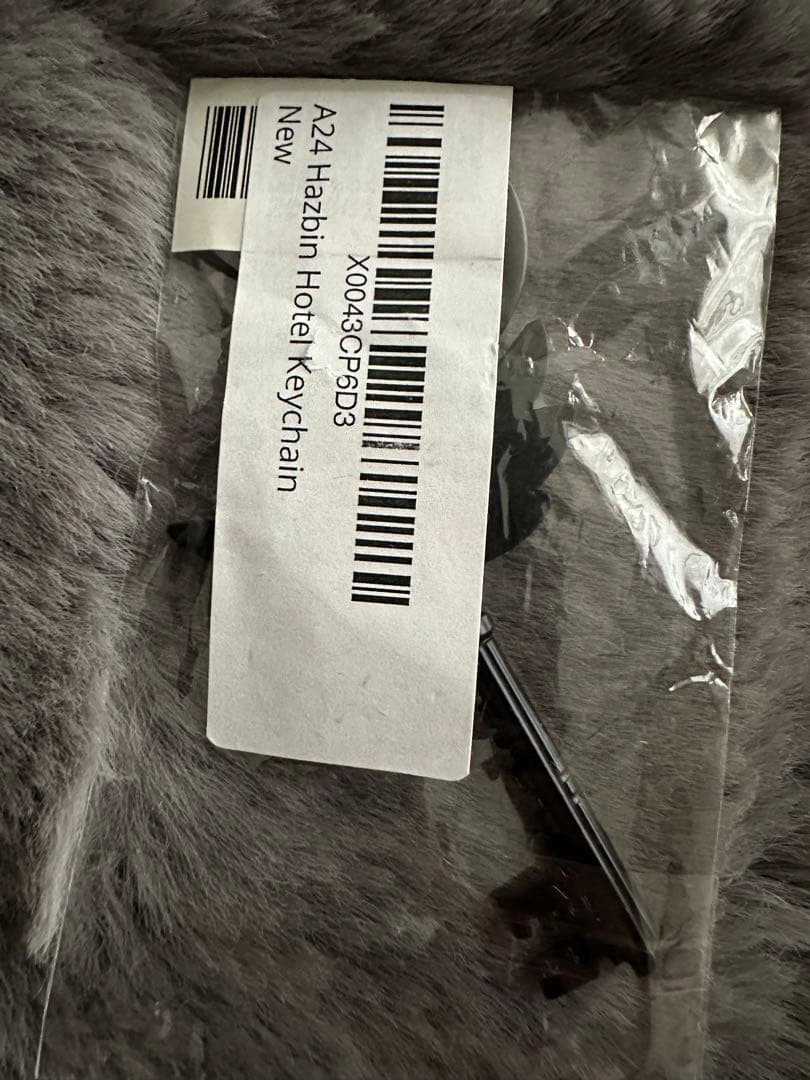 X0043CP6D3
A24 Hazbin Hotel Keychain
New